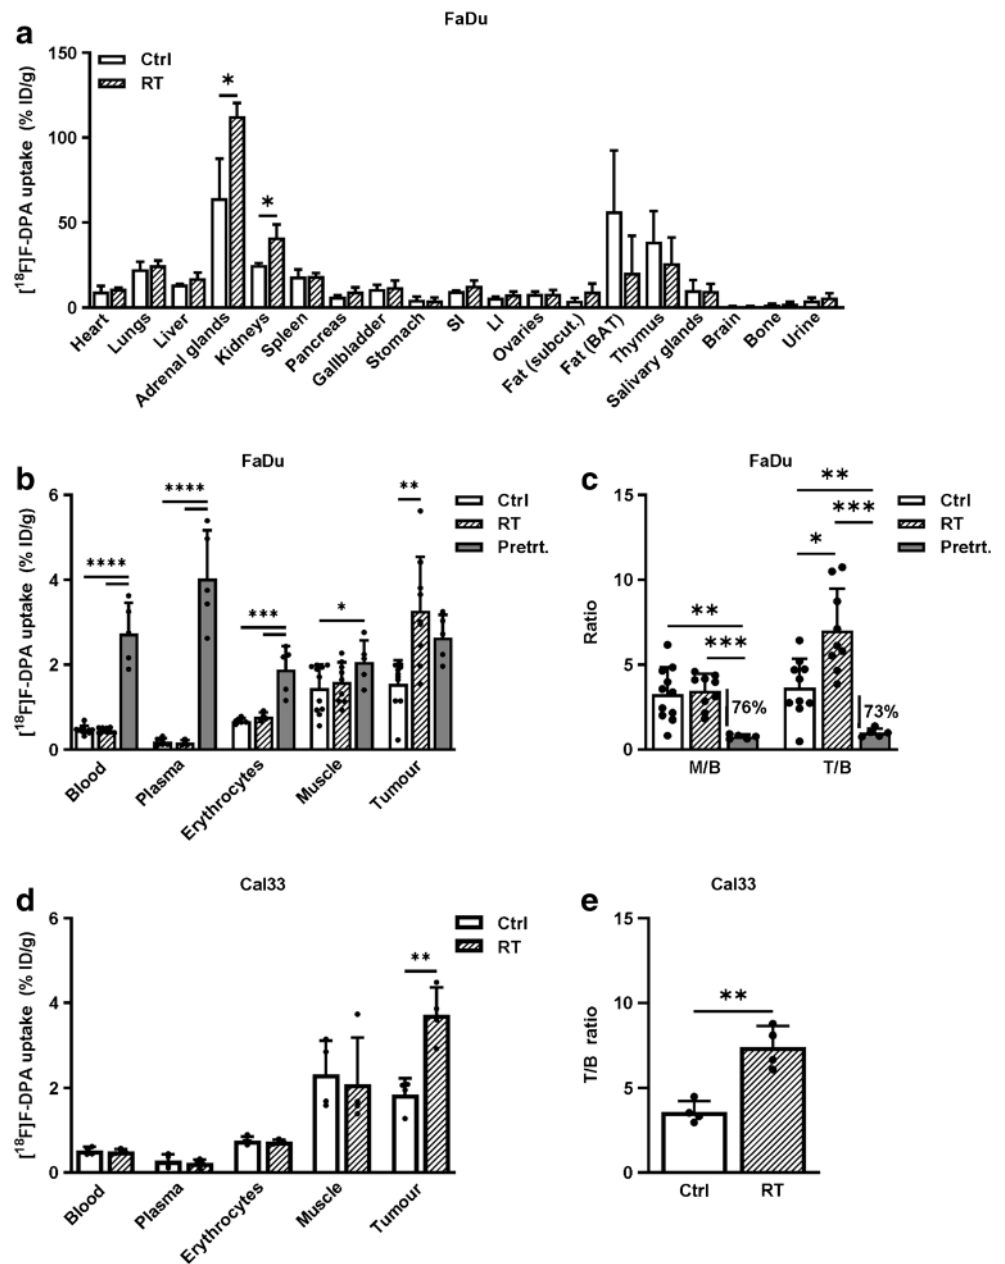 a
FaDu
[¹⁸F]F-DPA uptake (% ID/g)
150
100
50
0
Ctrl
RT
*
*
Heart
Lungs
Liver
Adrenal glands
Kidneys
Spleen
Pancreas
Gallbladder
Stomach
SI
LI
Ovaries
Fat (subcut.)
Fat (BAT)
Thymus
Salivary glands
Brain
Bone
Urine
b
FaDu
[¹⁸F]F-DPA uptake (% ID/g)
6
4
2
0
****
****
***
*
**
Ctrl
RT
Pretrt.
Blood
Plasma
Erythrocytes
Muscle
Tumour
c
FaDu
Ratio
15
10
5
0
**
***
**
***
*
76%
73%
Ctrl
RT
Pretrt.
M/B
T/B
d
Cal33
[¹⁸F]F-DPA uptake (% ID/g)
6
4
2
0
**
Ctrl
RT
Blood
Plasma
Erythrocytes
Muscle
Tumour
e
Cal33
T/B ratio
15
10
5
0
**
Ctrl
RT